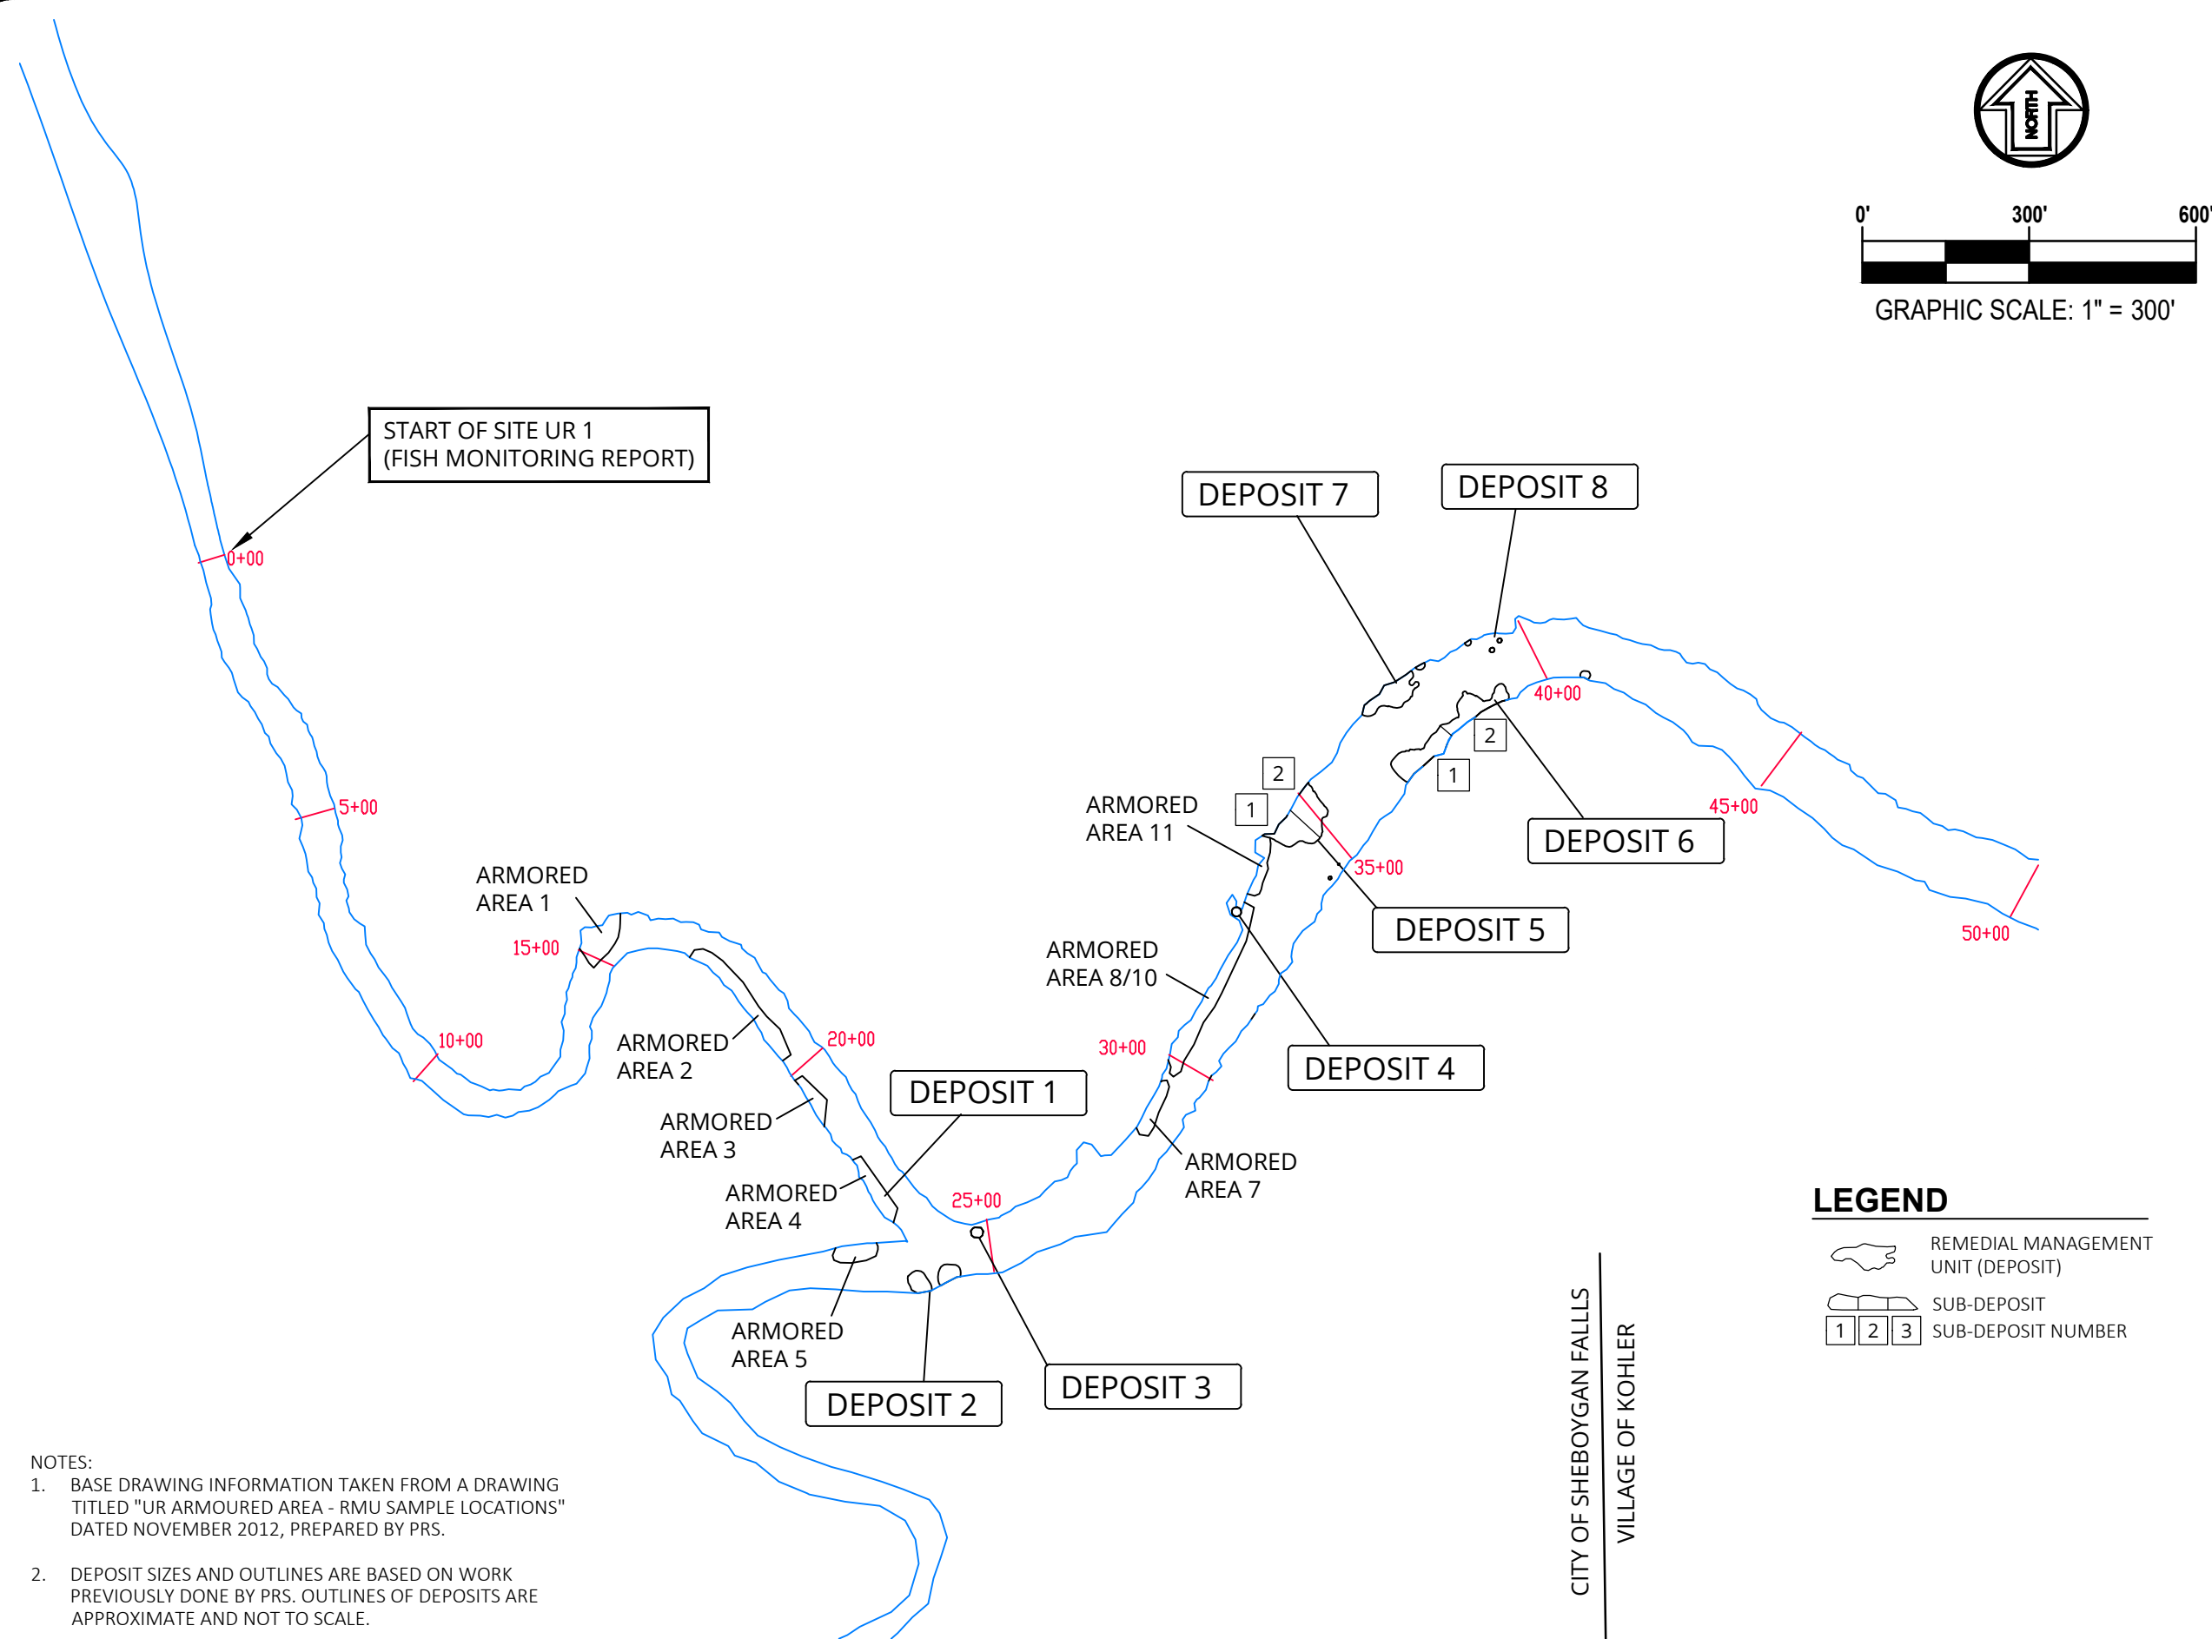 NORTH
0' 300' 600'
GRAPHIC SCALE: 1" = 300'
START OF SITE UR 1
(FISH MONITORING REPORT)
0+00
5+00
10+00
15+00
20+00
25+00
30+00
35+00
40+00
45+00
50+00
DEPOSIT 7
DEPOSIT 8
2
1
2
1
DEPOSIT 6
ARMORED
AREA 11
DEPOSIT 5
ARMORED
AREA 1
ARMORED
AREA 8/10
ARMORED
AREA 2
DEPOSIT 4
DEPOSIT 1
ARMORED
AREA 3
ARMORED
AREA 7
ARMORED
AREA 4
ARMORED
AREA 5
DEPOSIT 2
DEPOSIT 3
CITY OF SHEBOYGAN FALLLS
VILLAGE OF KOHLER
LEGEND
REMEDIAL MANAGEMENT
UNIT (DEPOSIT)
SUB-DEPOSIT
1 2 3 SUB-DEPOSIT NUMBER
NOTES:
1. BASE DRAWING INFORMATION TAKEN FROM A DRAWING
TITLED "UR ARMOURED AREA - RMU SAMPLE LOCATIONS"
DATED NOVEMBER 2012, PREPARED BY PRS.
2. DEPOSIT SIZES AND OUTLINES ARE BASED ON WORK
PREVIOUSLY DONE BY PRS. OUTLINES OF DEPOSITS ARE
APPROXIMATE AND NOT TO SCALE.